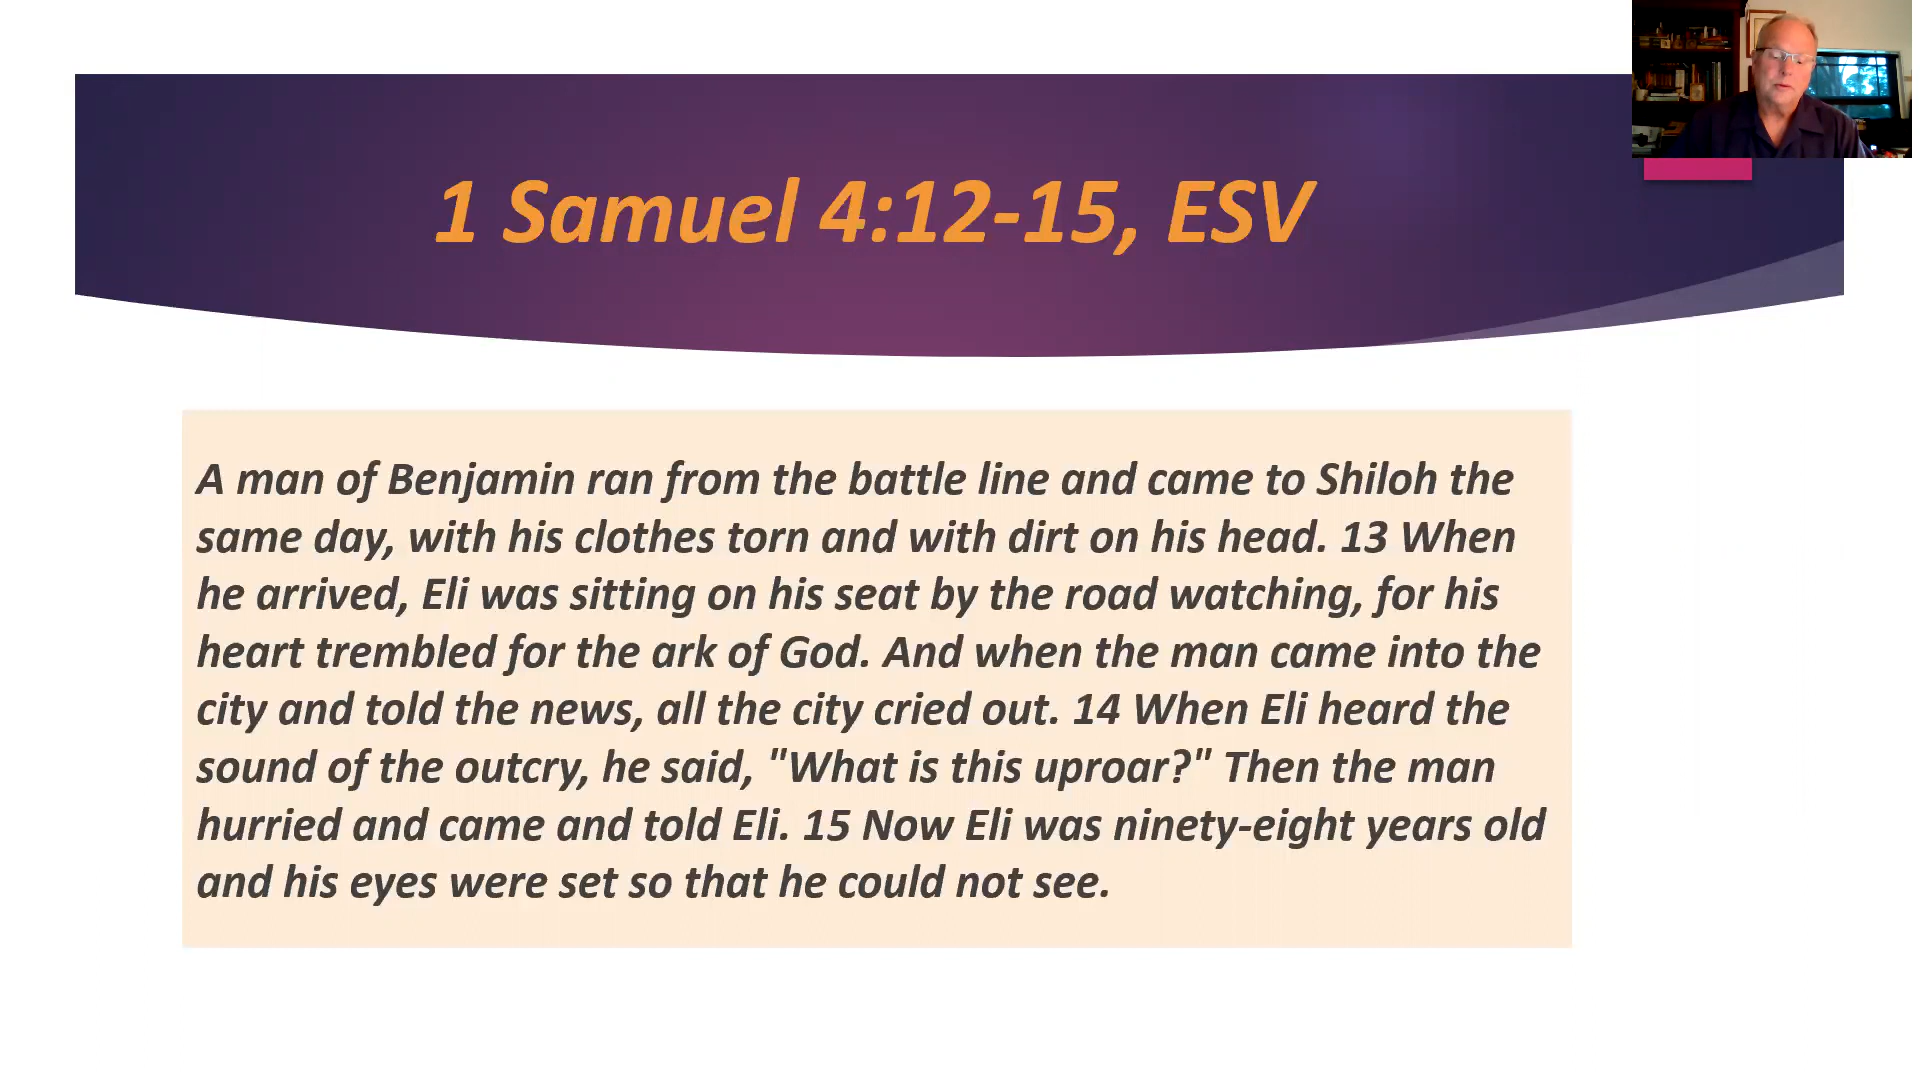 1 Samuel 4:12-15, ESV
A man of Benjamin ran from the battle line and came to Shiloh the
same day, with his clothes torn and with dirt on his head. 13 When
he arrived, Eli was sitting on his seat by the road watching, for his
heart trembled for the ark of God. And when the man came into the
city and told the news, all the city cried out. 14 When Eli heard the
sound of the outcry, he said, "What is this uproar?" Then the man
hurried and came and told Eli. 15 Now Eli was ninety-eight years old
and his eyes were set so that he could not see.